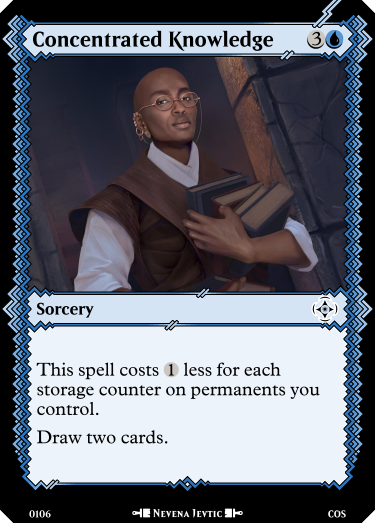 Concentrated Knowledge 3
Sorcery
This spell costs 1 less for each
storage counter on permanents you
control.
Draw two cards.
0106 Nevena Jevtic COS